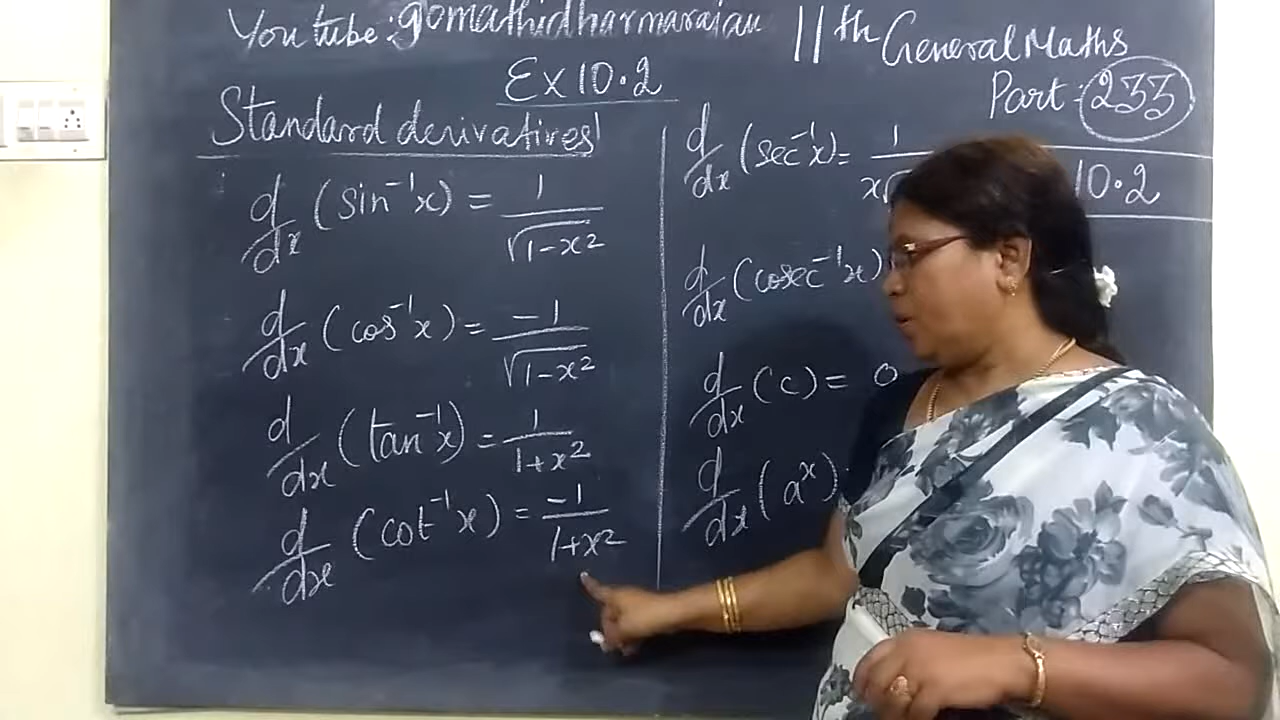 Youtube: gomathidharmarajan
11th General Maths
Part - 233
Ex 10.2
Standard derivatives
d/dx (sin⁻¹x) = 1/√1-x²
d/dx (cos⁻¹x) = -1/√1-x²
d/dx (tan⁻¹x) = 1/1+x²
d/dx (cot⁻¹x) = -1/1+x²
d/dx (sec⁻¹x) = 1/x√
10.2
d/dx (cosec⁻¹x)
d/dx (c) = 0
d/dx (aˣ)